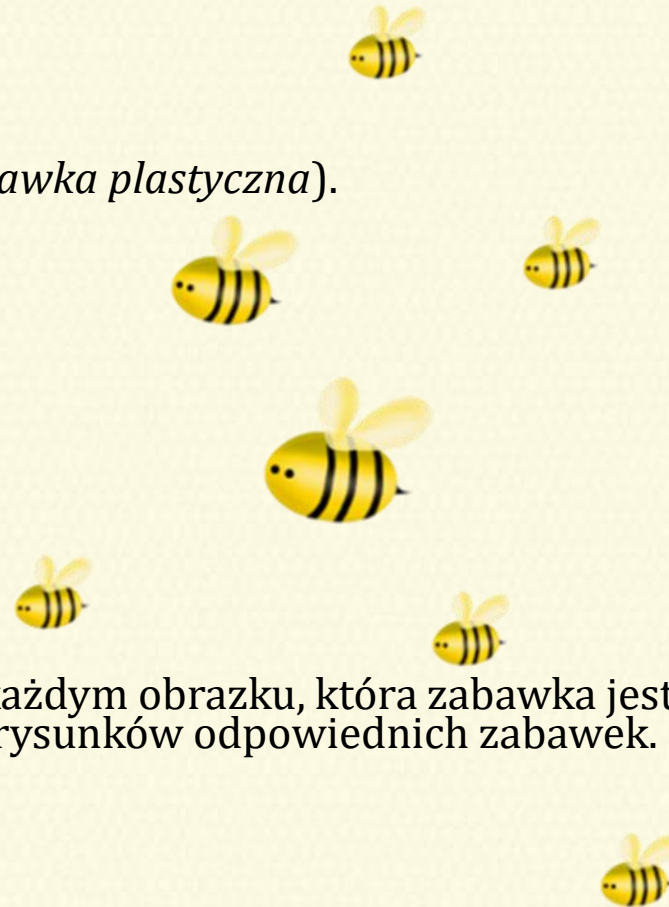 awka plastyczna).
każdym obrazku, która zabawka jest
rysunków odpowiednich zabawek.